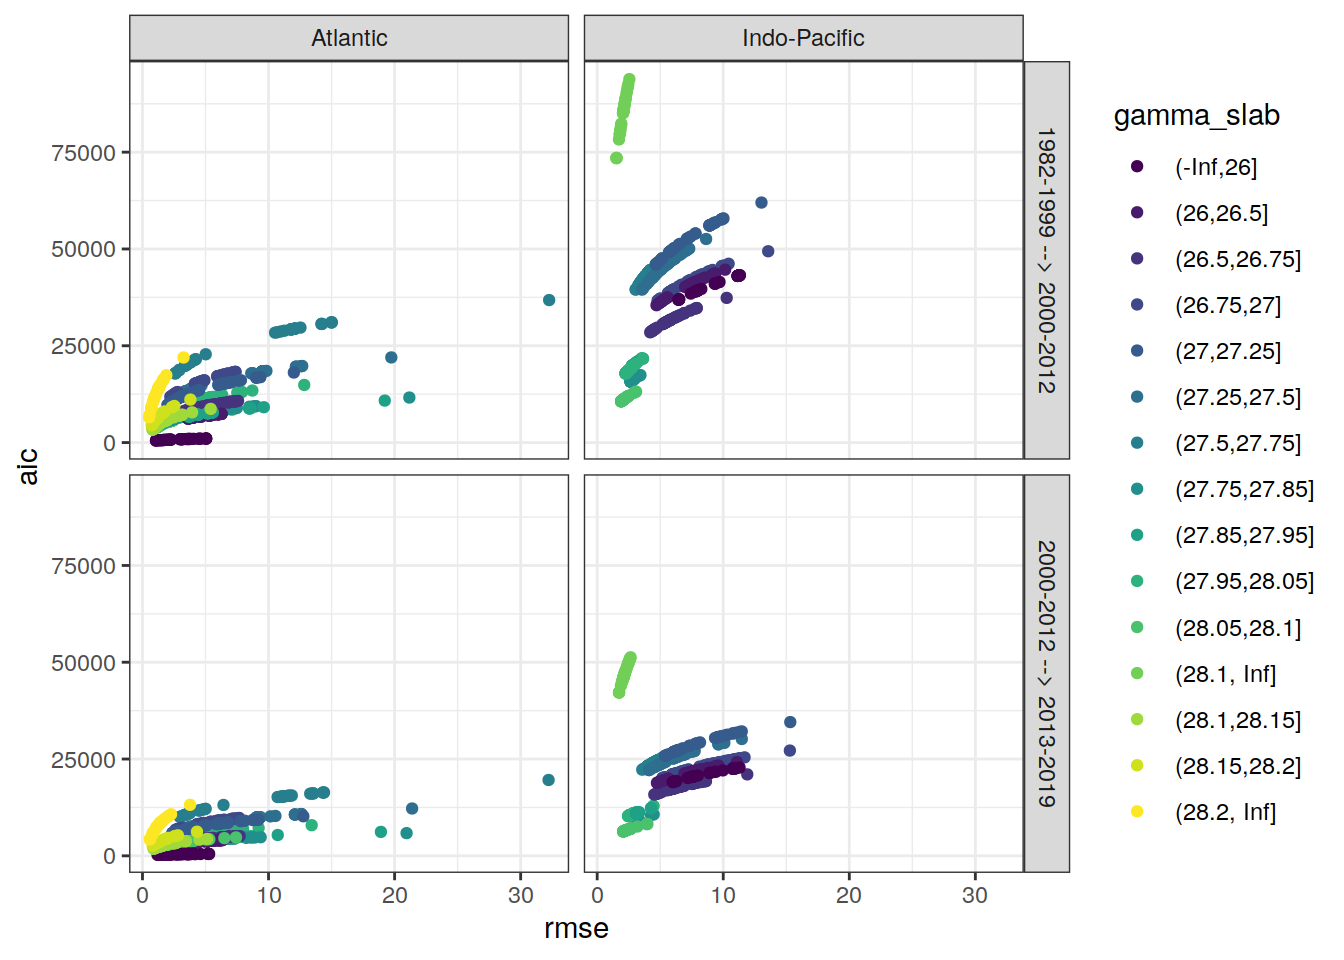 Atlantic
Indo-Pacific
75000
50000
25000
0
1982-1999 --> 2000-2012
75000
50000
25000
0
2000-2012 --> 2013-2019
0
10
20
30
0
10
20
30
rmse
aic
gamma_slab
(-Inf,26]
(26,26.5]
(26.5,26.75]
(26.75,27]
(27,27.25]
(27.25,27.5]
(27.5,27.75]
(27.75,27.85]
(27.85,27.95]
(27.95,28.05]
(28.05,28.1]
(28.1, Inf]
(28.1,28.15]
(28.15,28.2]
(28.2, Inf]